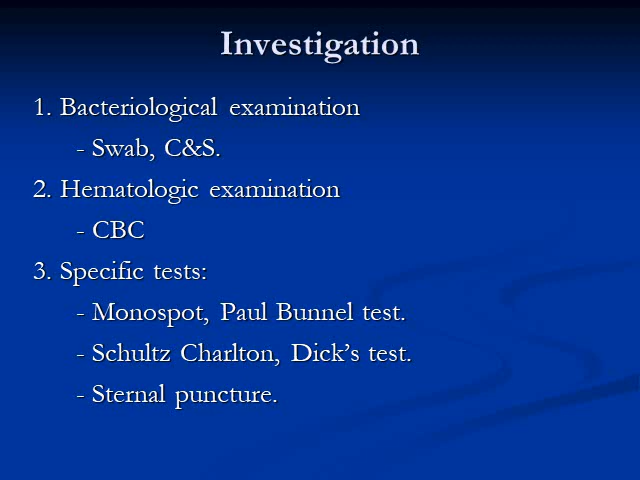 Investigation
1. Bacteriological examination
- Swab, C&S.
2. Hematologic examination
- CBC
3. Specific tests:
- Monospot, Paul Bunnel test.
- Schultz Charlton, Dick’s test.
- Sternal puncture.